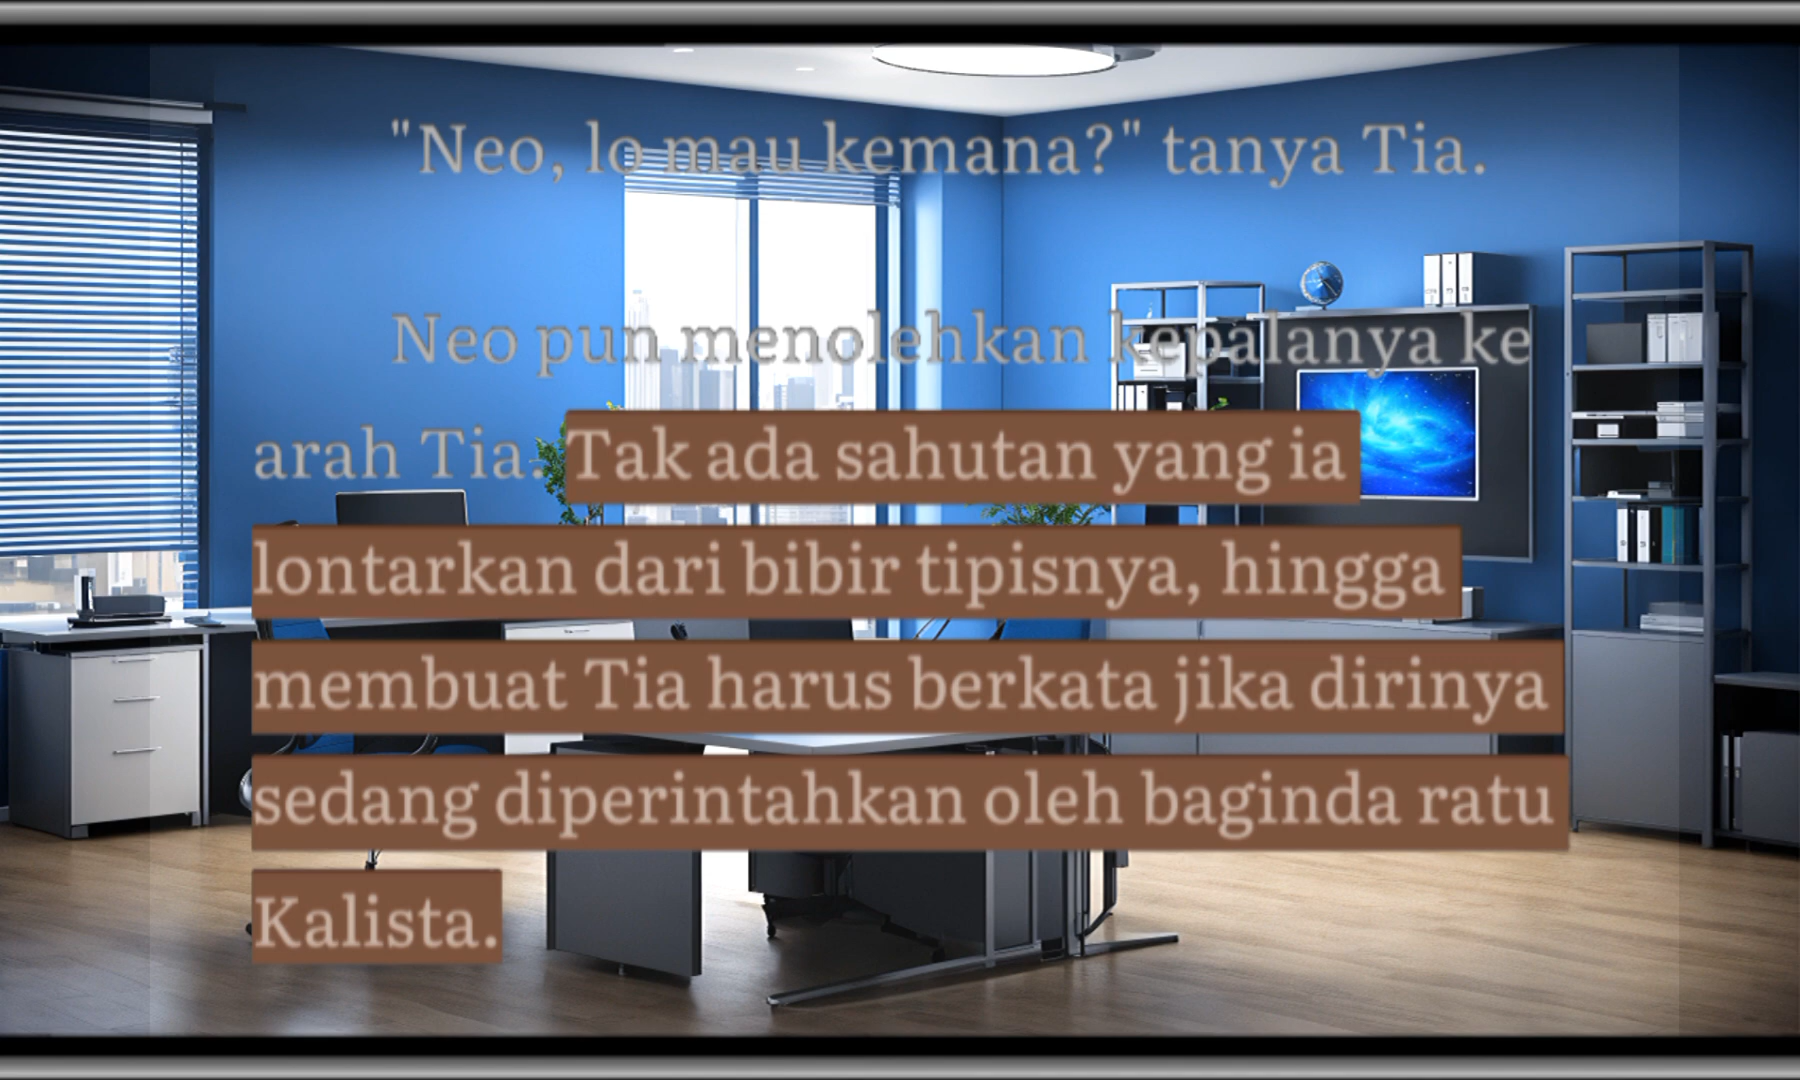 "Neo, lo mau kemana?" tanya Tia.
Neo pun menolehkan kepalanya ke
arah Tia. Tak ada sahutan yang ia
lontarkan dari bibir tipisnya, hingga
membuat Tia harus berkata jika dirinya
sedang diperintahkan oleh baginda ratu
Kalista.